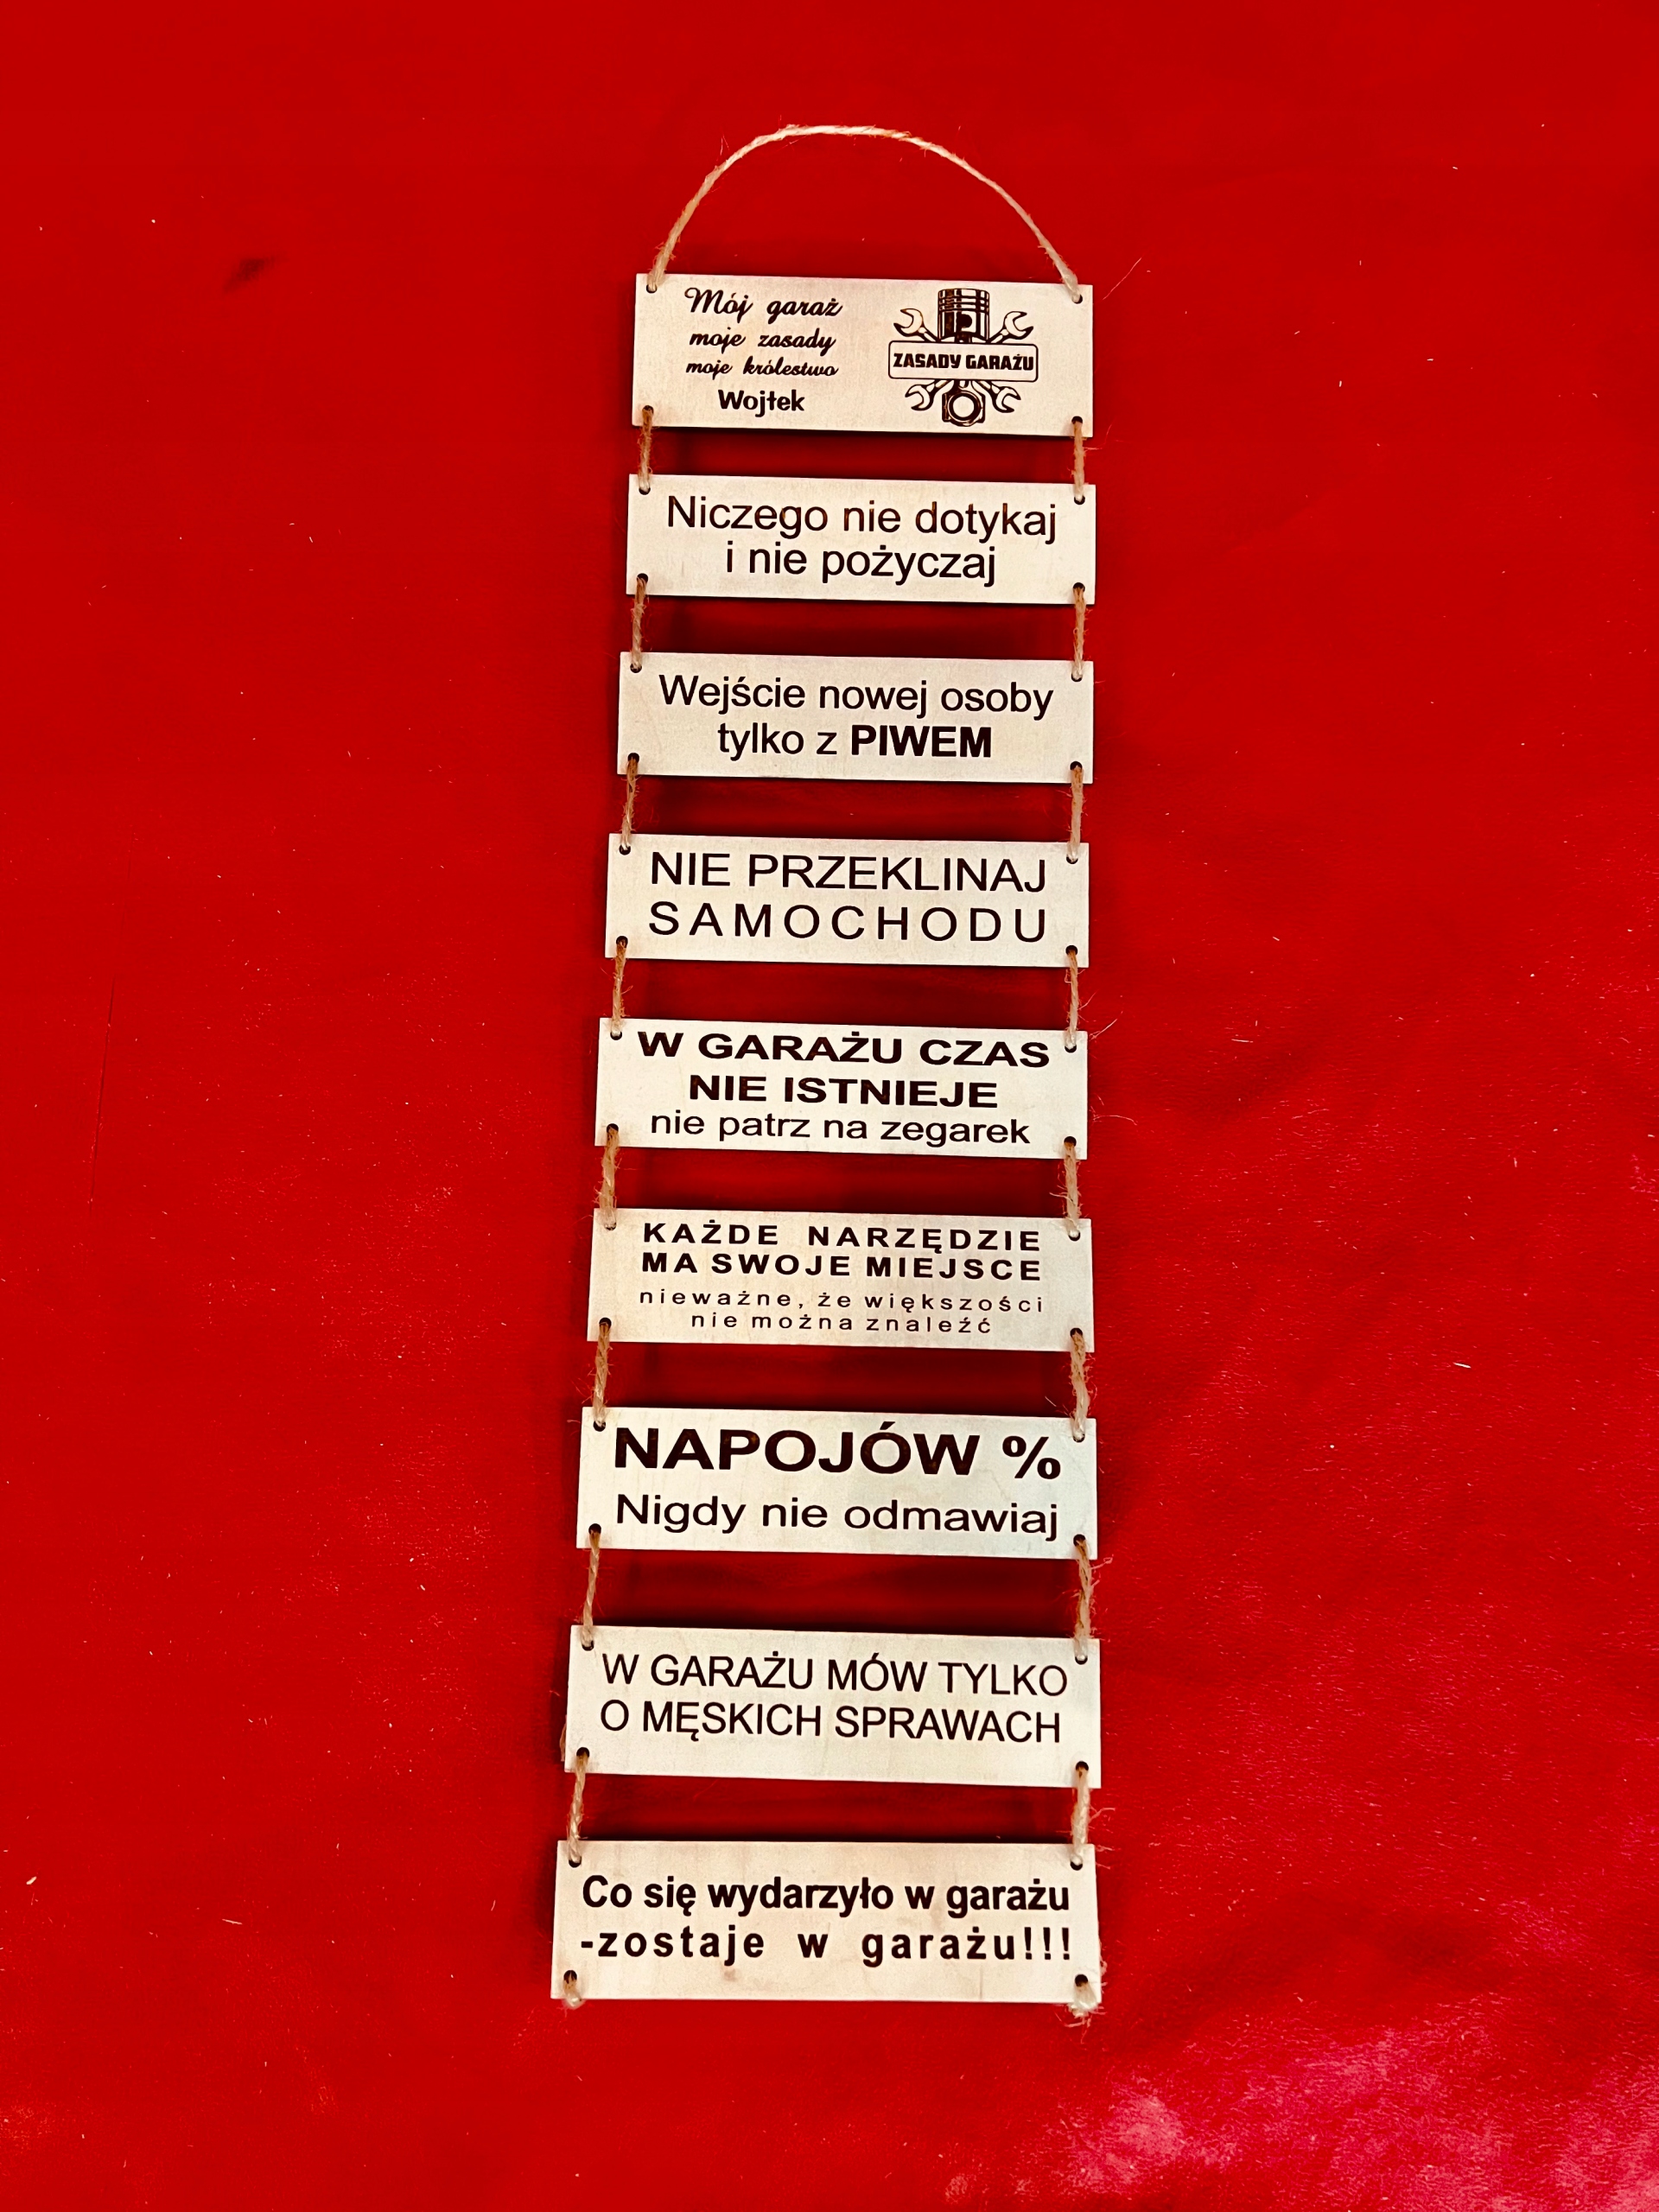 Mój garaż
moje zasady
moje królestwo
Wojtek
ZASADY GARAŻU
Niczego nie dotykaj
i nie pożyczaj
Wejście nowej osoby
tylko z PIWEM
NIE PRZEKLINAJ
SAMOCHODU
W GARAŻU CZAS
NIE ISTNIEJE
nie patrz na zegarek
KAŻDE NARZĘDZIE
MA SWOJE MIEJSCE
nieważne, że większości
nie można znaleźć
NAPOJÓW %
Nigdy nie odmawiaj
W GARAŻU MÓW TYLKO
O MĘSKICH SPRAWACH
Co się wydarzyło w garażu
-zostaje w garażu!!!